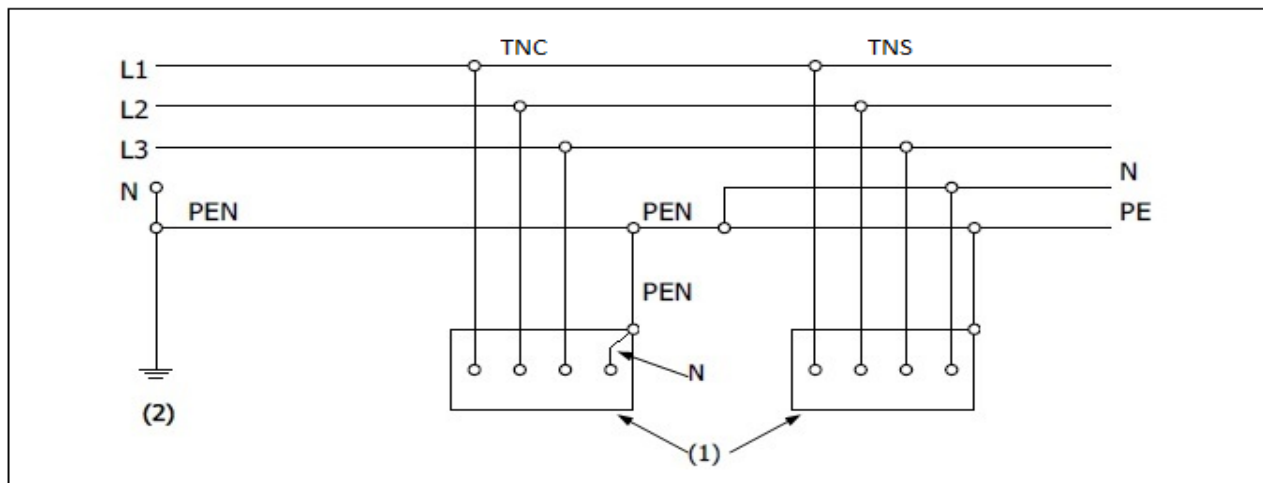 TNC TNS
L1
L2
L3
N N
PEN PEN PE
PEN
N
(2)
(1)